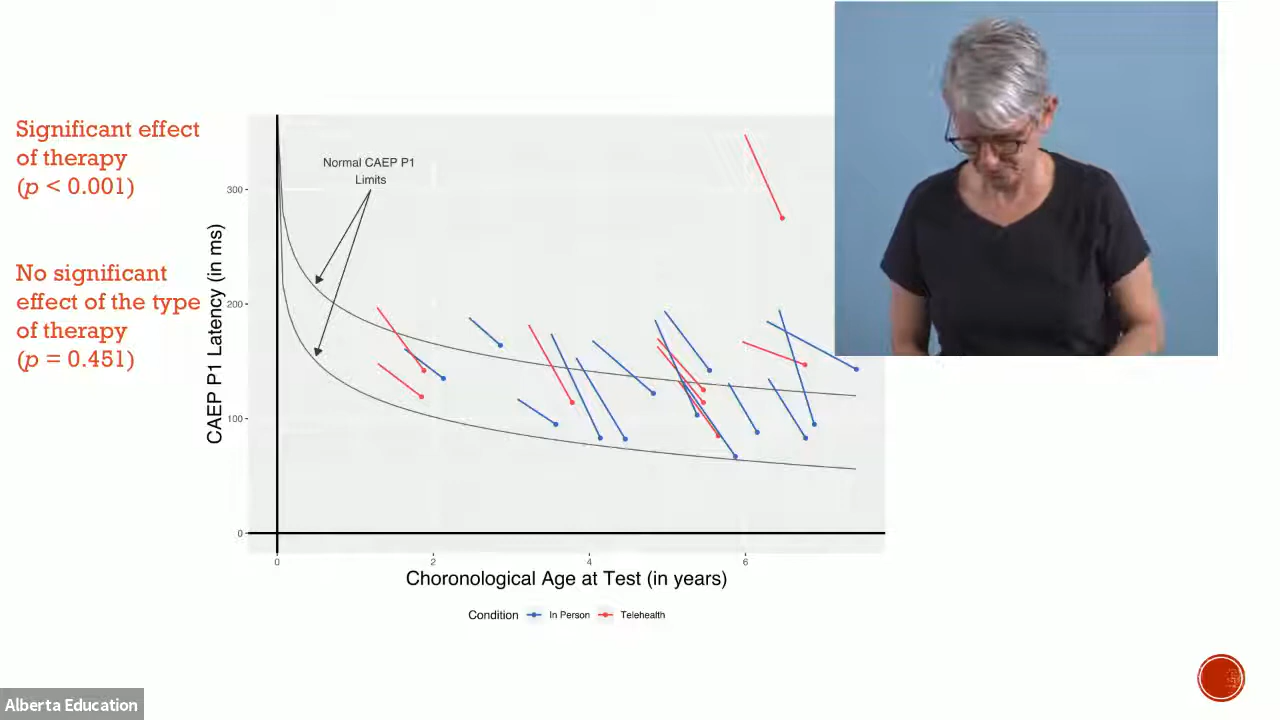 Significant effect
of therapy
(p < 0.001)
No significant
effect of the type
of therapy
(p = 0.451)
Normal CAEP P1
Limits
CAEP P1 Latency (in ms)
300
200
100
0
0
2
4
6
Choronological Age at Test (in years)
Condition In Person Telehealth
Alberta Education